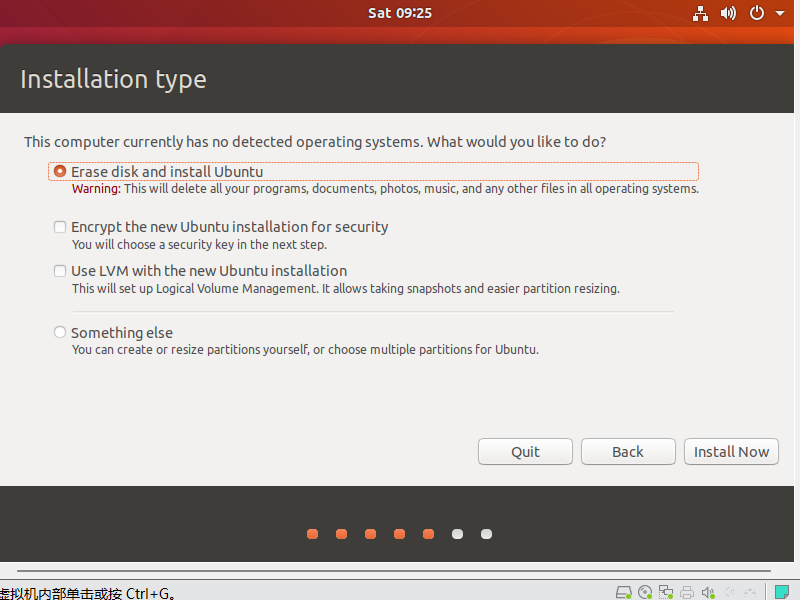 Sat 09:25
Installation type
This computer currently has no detected operating systems. What would you like to do?
Erase disk and install Ubuntu
Warning: This will delete all your programs, documents, photos, music, and any other files in all operating systems.
Encrypt the new Ubuntu installation for security
You will choose a security key in the next step.
Use LVM with the new Ubuntu installation
This will set up Logical Volume Management. It allows taking snapshots and easier partition resizing.
Something else
You can create or resize partitions yourself, or choose multiple partitions for Ubuntu.
Quit Back Install Now
虚拟机内部单击或按 Ctrl+G。